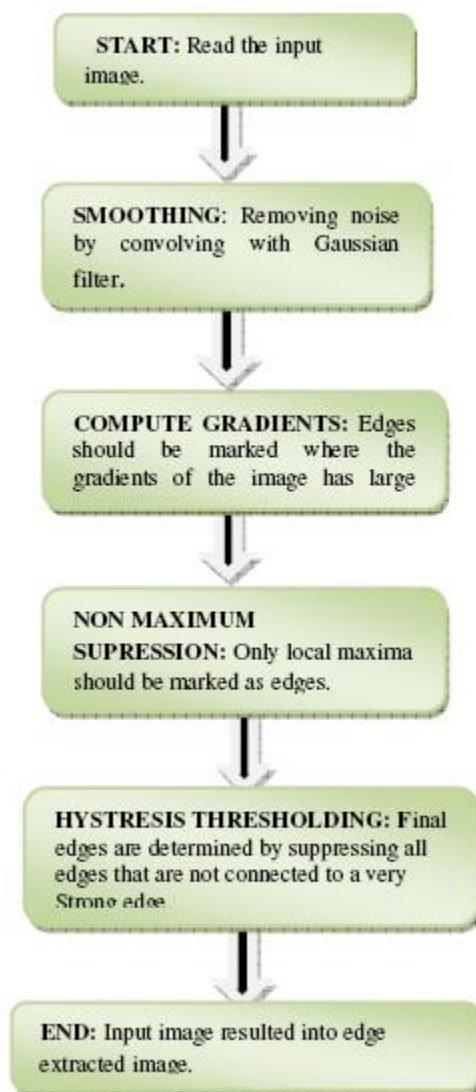 START: Read the input
image.
SMOOTHING: Removing noise
by convolving with Gaussian
filter.
COMPUTE GRADIENTS: Edges
should be marked where the
gradients of the image has large
NON MAXIMUM
SUPRESSION: Only local maxima
should be marked as edges.
HYSTRESIS THRESHOLDING: Final
edges are determined by suppressing all
edges that are not connected to a very
Strong edge
END: Input image resulted into edge
extracted image.